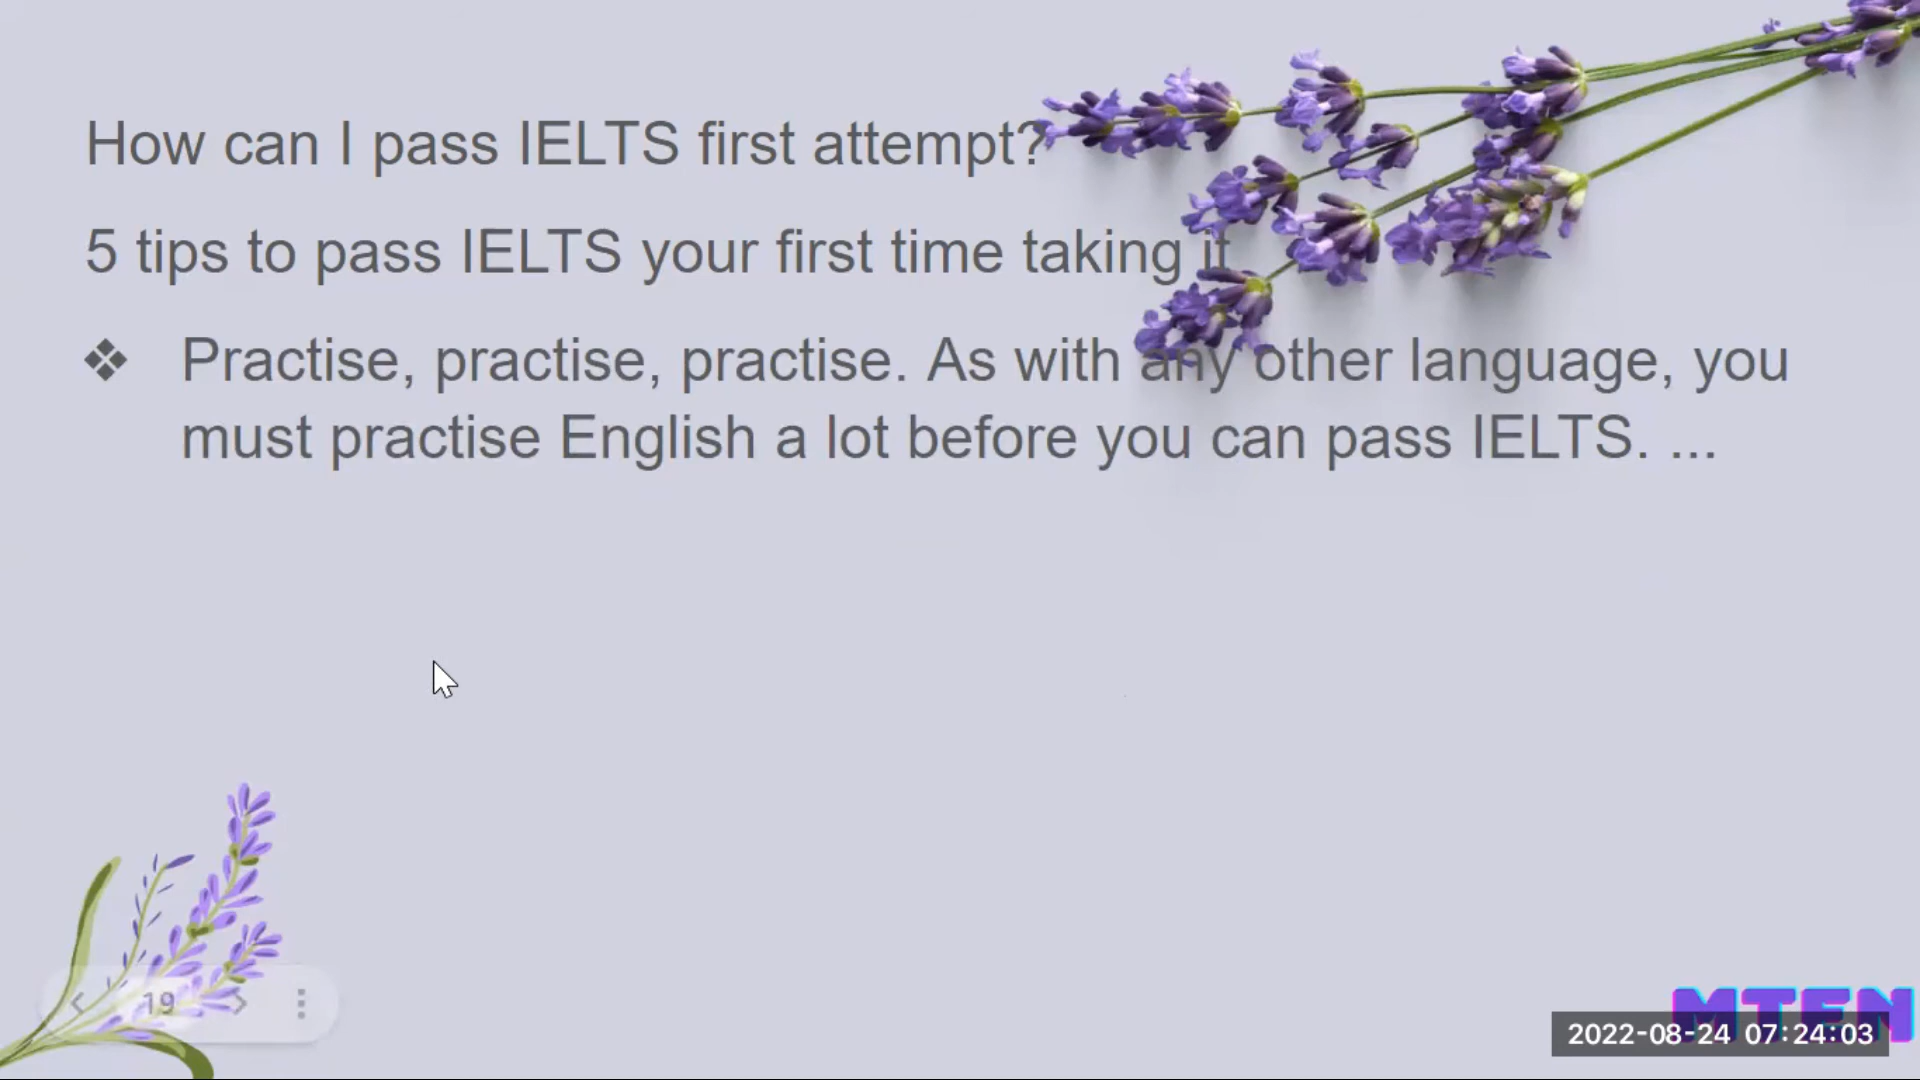 How can I pass IELTS first attempt?
5 tips to pass IELTS your first time taking it
❖ Practise, practise, practise. As with any other language, you
must practise English a lot before you can pass IELTS. ...
19
MTEN
2022-08-24 07:24:03